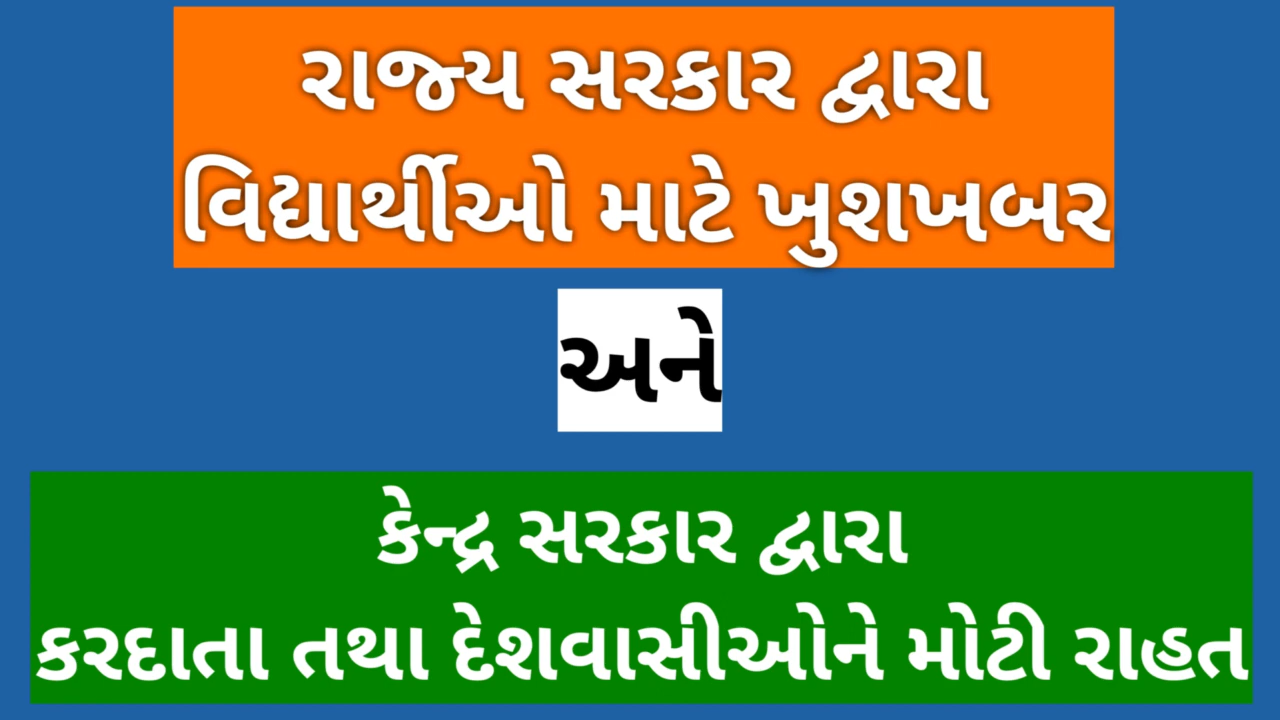 રાજ્ય સરકાર દ્વારા
વિદ્યાર્થીઓ માટે ખુશખબર
અને
કેન્દ્ર સરકાર દ્વારા
કરદાતા તથા દેશવાસીઓને મોટી રાહત